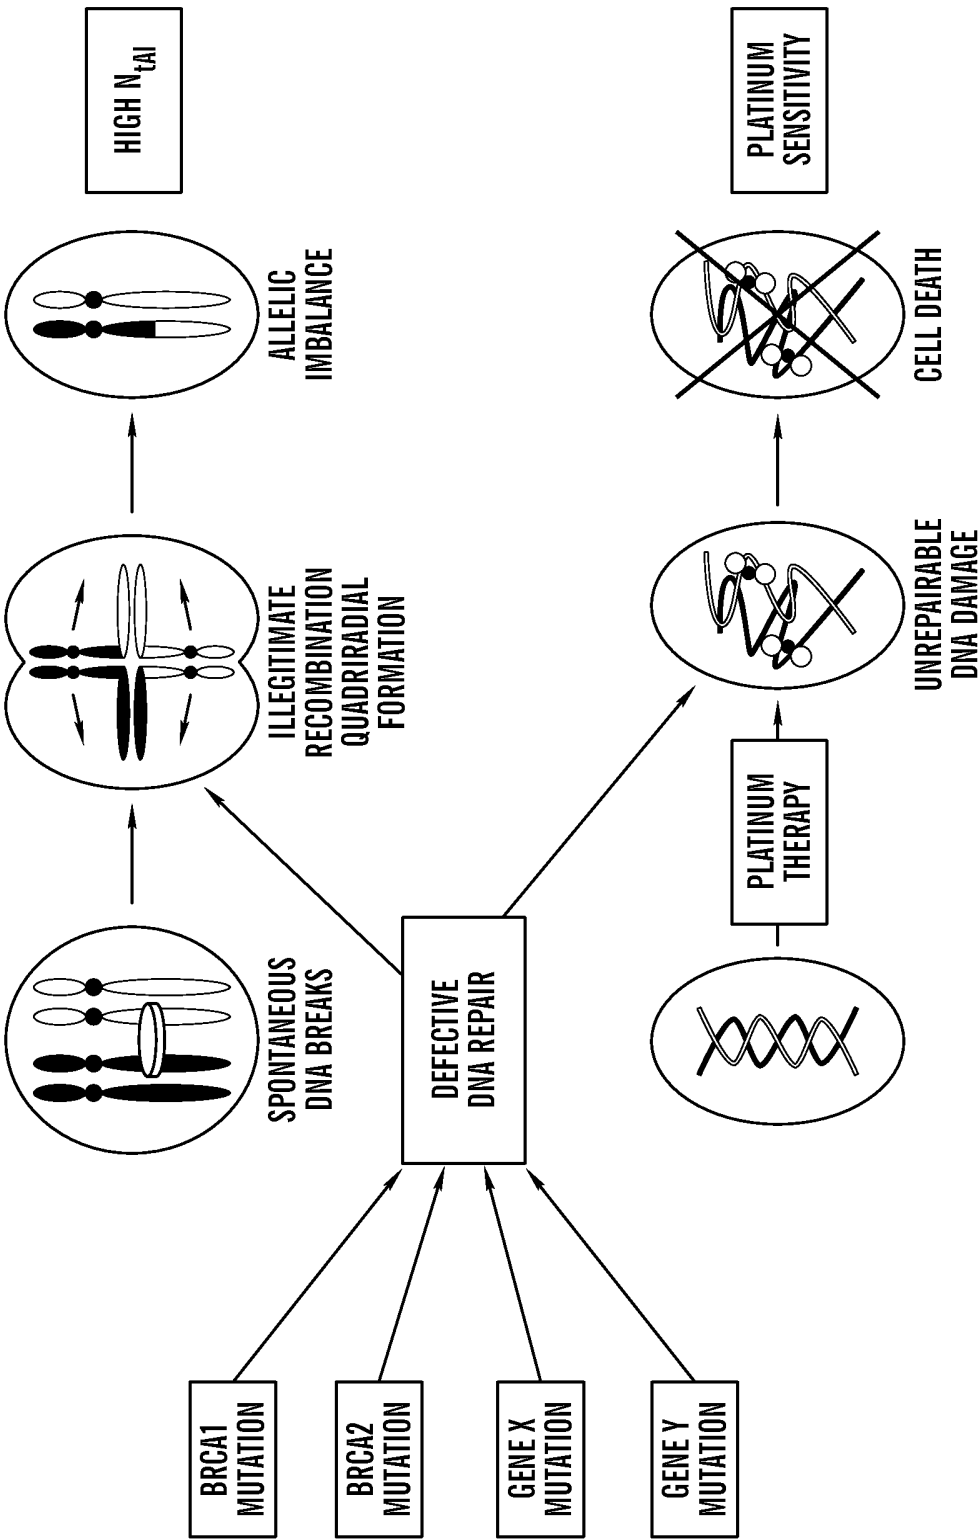 BRCA1
MUTATION
BRCA2
MUTATION
GENE X
MUTATION
GENE Y
MUTATION
DEFECTIVE
DNA REPAIR
SPONTANEOUS
DNA BREAKS
ILLEGITIMATE
RECOMBINATION
QUADRIRADIAL
FORMATION
ALLELIC
IMBALANCE
HIGH NtAI
PLATINUM
THERAPY
UNREPAIRABLE
DNA DAMAGE
CELL DEATH
PLATINUM
SENSITIVITY